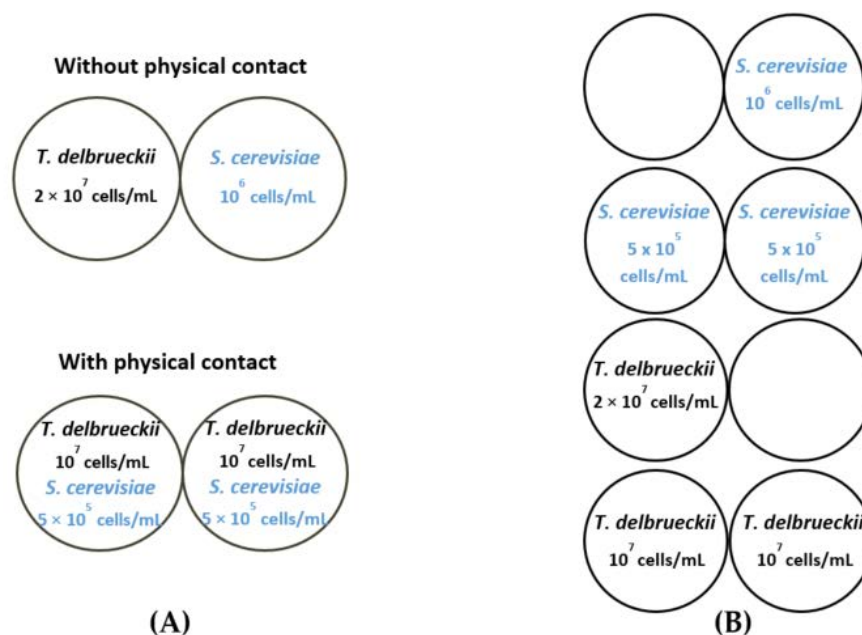 Without physical contact
T. delbrueckii
2 × 10⁷ cells/mL
S. cerevisiae
10⁶ cells/mL
With physical contact
T. delbrueckii
10⁷ cells/mL
S. cerevisiae
5 × 10⁵ cells/mL
T. delbrueckii
10⁷ cells/mL
S. cerevisiae
5 × 10⁵ cells/mL
(A)
S. cerevisiae
10⁶ cells/mL
S. cerevisiae
5 x 10⁵
cells/mL
S. cerevisiae
5 x 10⁵
cells/mL
T. delbrueckii
2 × 10⁷ cells/mL
T. delbrueckii
10⁷ cells/mL
T. delbrueckii
10⁷ cells/mL
(B)